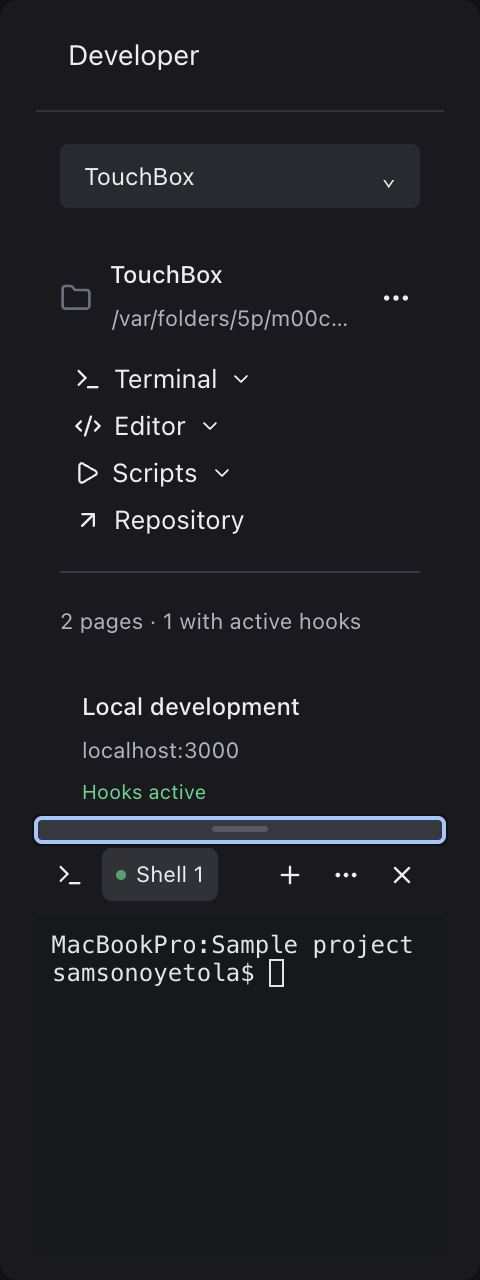 Developer
TouchBox
TouchBox
/var/folders/5p/m00c...
Terminal
Editor
Scripts
Repository
2 pages · 1 with active hooks
Local development
localhost:3000
Hooks active
Shell 1
MacBookPro:Sample project
samsonoyetola$